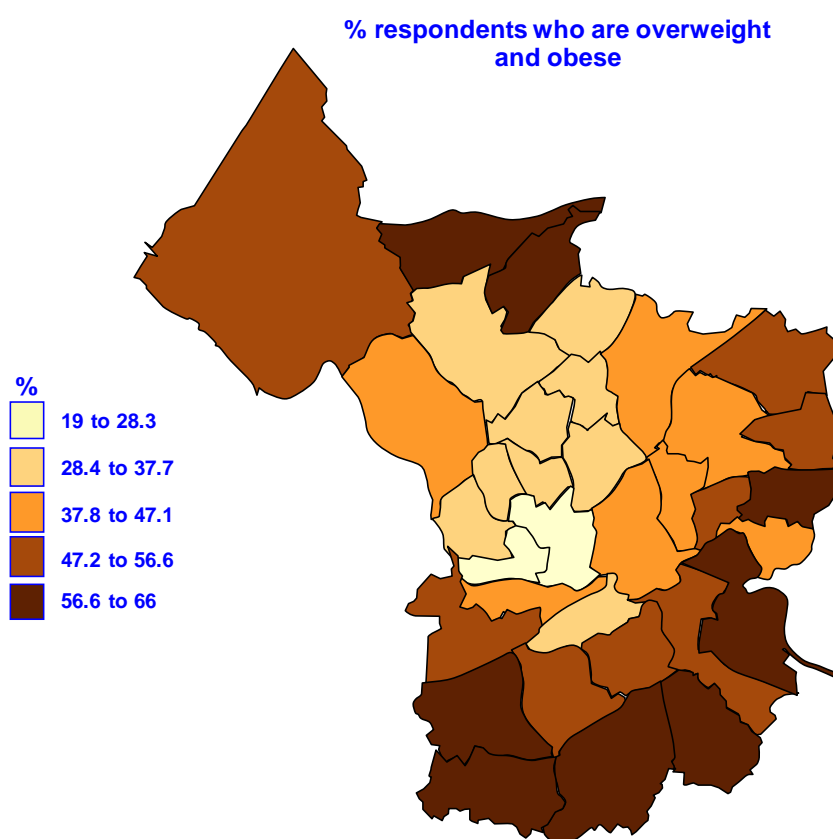 % respondents who are overweight
and obese
%
19 to 28.3
28.4 to 37.7
37.8 to 47.1
47.2 to 56.6
56.6 to 66